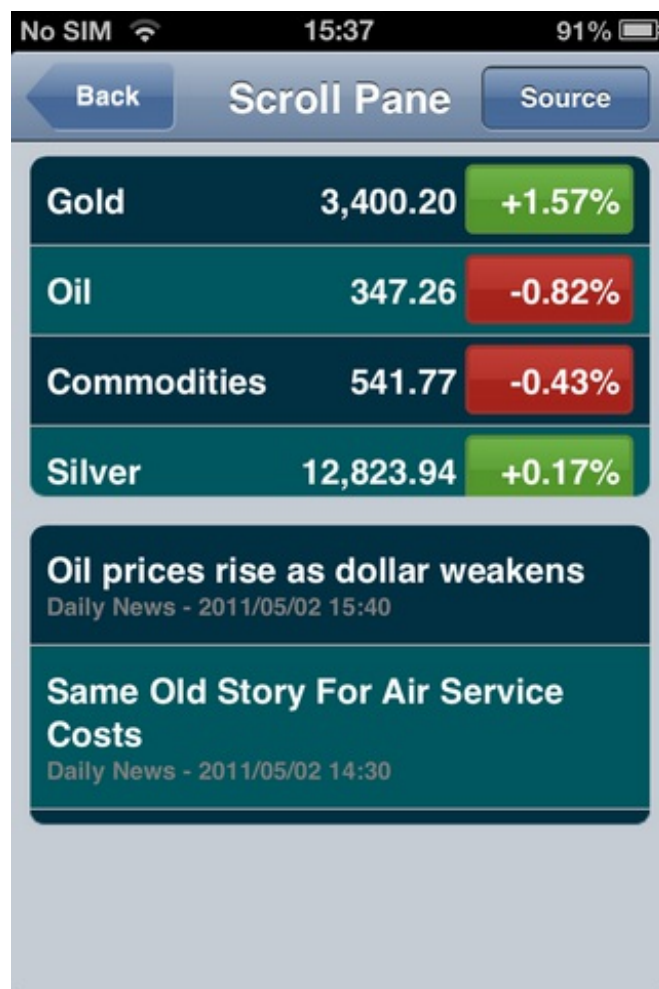 No SIM 15:37 91%
Back Scroll Pane Source
Gold 3,400.20 +1.57%
Oil 347.26 -0.82%
Commodities 541.77 -0.43%
Silver 12,823.94 +0.17%
Oil prices rise as dollar weakens
Daily News - 2011/05/02 15:40
Same Old Story For Air Service
Costs
Daily News - 2011/05/02 14:30